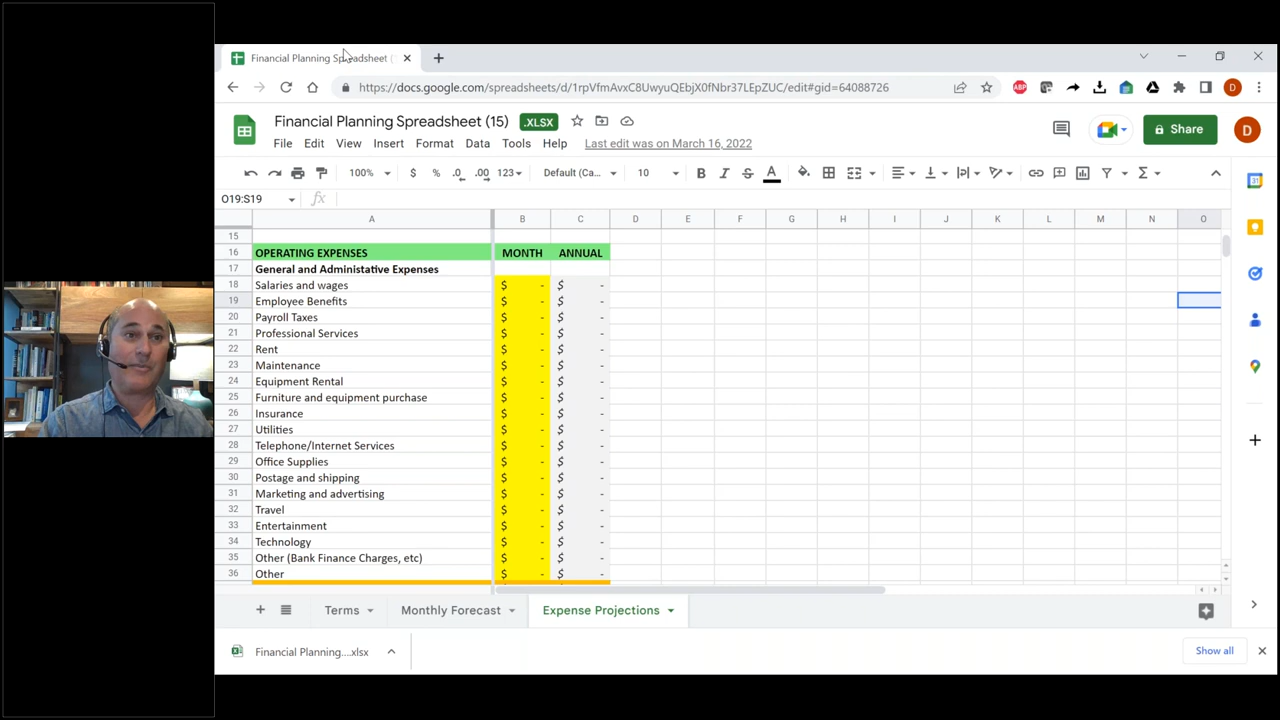 Financial Planning Spreadsheet (
https://docs.google.com/spreadsheets/d/1rpVfmAvxC8UwyuQEbjX0fNbr37LEpZUC/edit#gid=64088726
ABP
D
Financial Planning Spreadsheet (15) .XLSX
File Edit View Insert Format Data Tools Help Last edit was on March 16, 2022
Share
D
100% $ % .0 .00 123 Default (Ca... 10 B I S A
O19:S19 fx
A B C D E F G H I J K L M N O
15
16 OPERATING EXPENSES MONTH ANNUAL
17 General and Administative Expenses
18 Salaries and wages $ - $ -
19 Employee Benefits $ - $ -
20 Payroll Taxes $ - $ -
21 Professional Services $ - $ -
22 Rent $ - $ -
23 Maintenance $ - $ -
24 Equipment Rental $ - $ -
25 Furniture and equipment purchase $ - $ -
26 Insurance $ - $ -
27 Utilities $ - $ -
28 Telephone/Internet Services $ - $ -
29 Office Supplies $ - $ -
30 Postage and shipping $ - $ -
31 Marketing and advertising $ - $ -
32 Travel $ - $ -
33 Entertainment $ - $ -
34 Technology $ - $ -
35 Other (Bank Finance Charges, etc) $ - $ -
36 Other $ - $ -
Terms Monthly Forecast Expense Projections
Financial Planning....xlsx
Show all